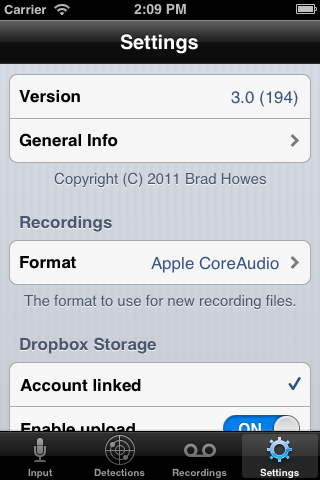 Carrier 2:09 PM
Settings
Version 3.0 (194)
General Info
Copyright (C) 2011 Brad Howes
Recordings
Format Apple CoreAudio
The format to use for new recording files.
Dropbox Storage
Account linked
Enable upload ON
Input Detections Recordings Settings